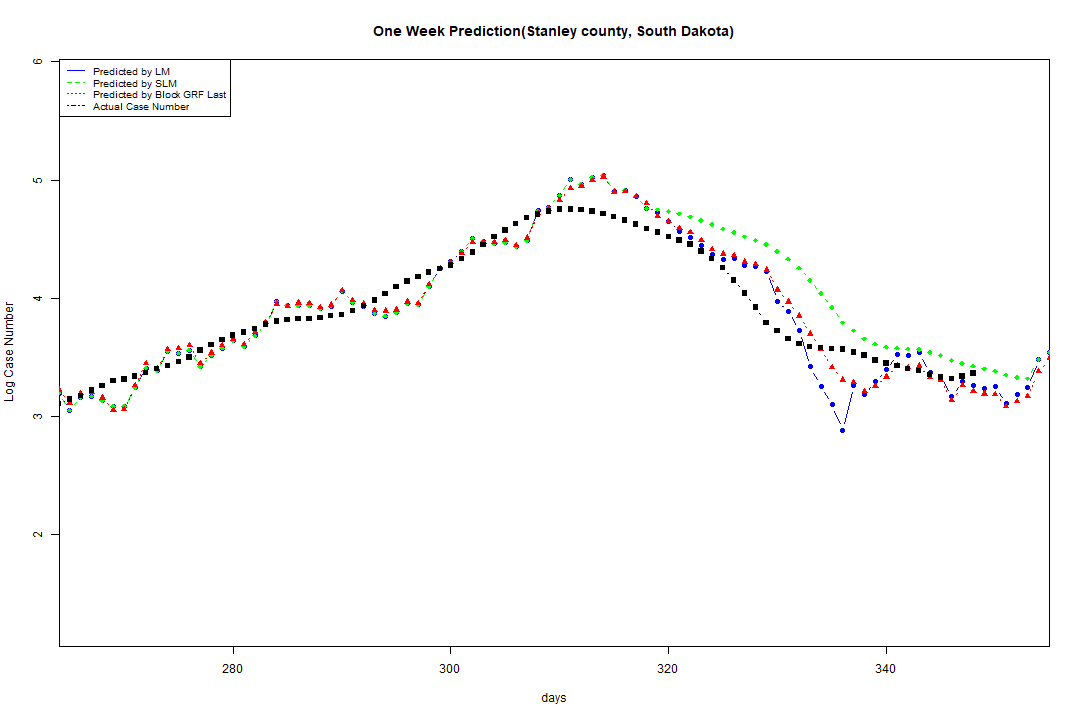 One Week Prediction(Stanley county, South Dakota)
Predicted by LM
Predicted by SLM
Predicted by Block GRF Last
Actual Case Number
6
5
4
3
2
Log Case Number
280 300 320 340
days